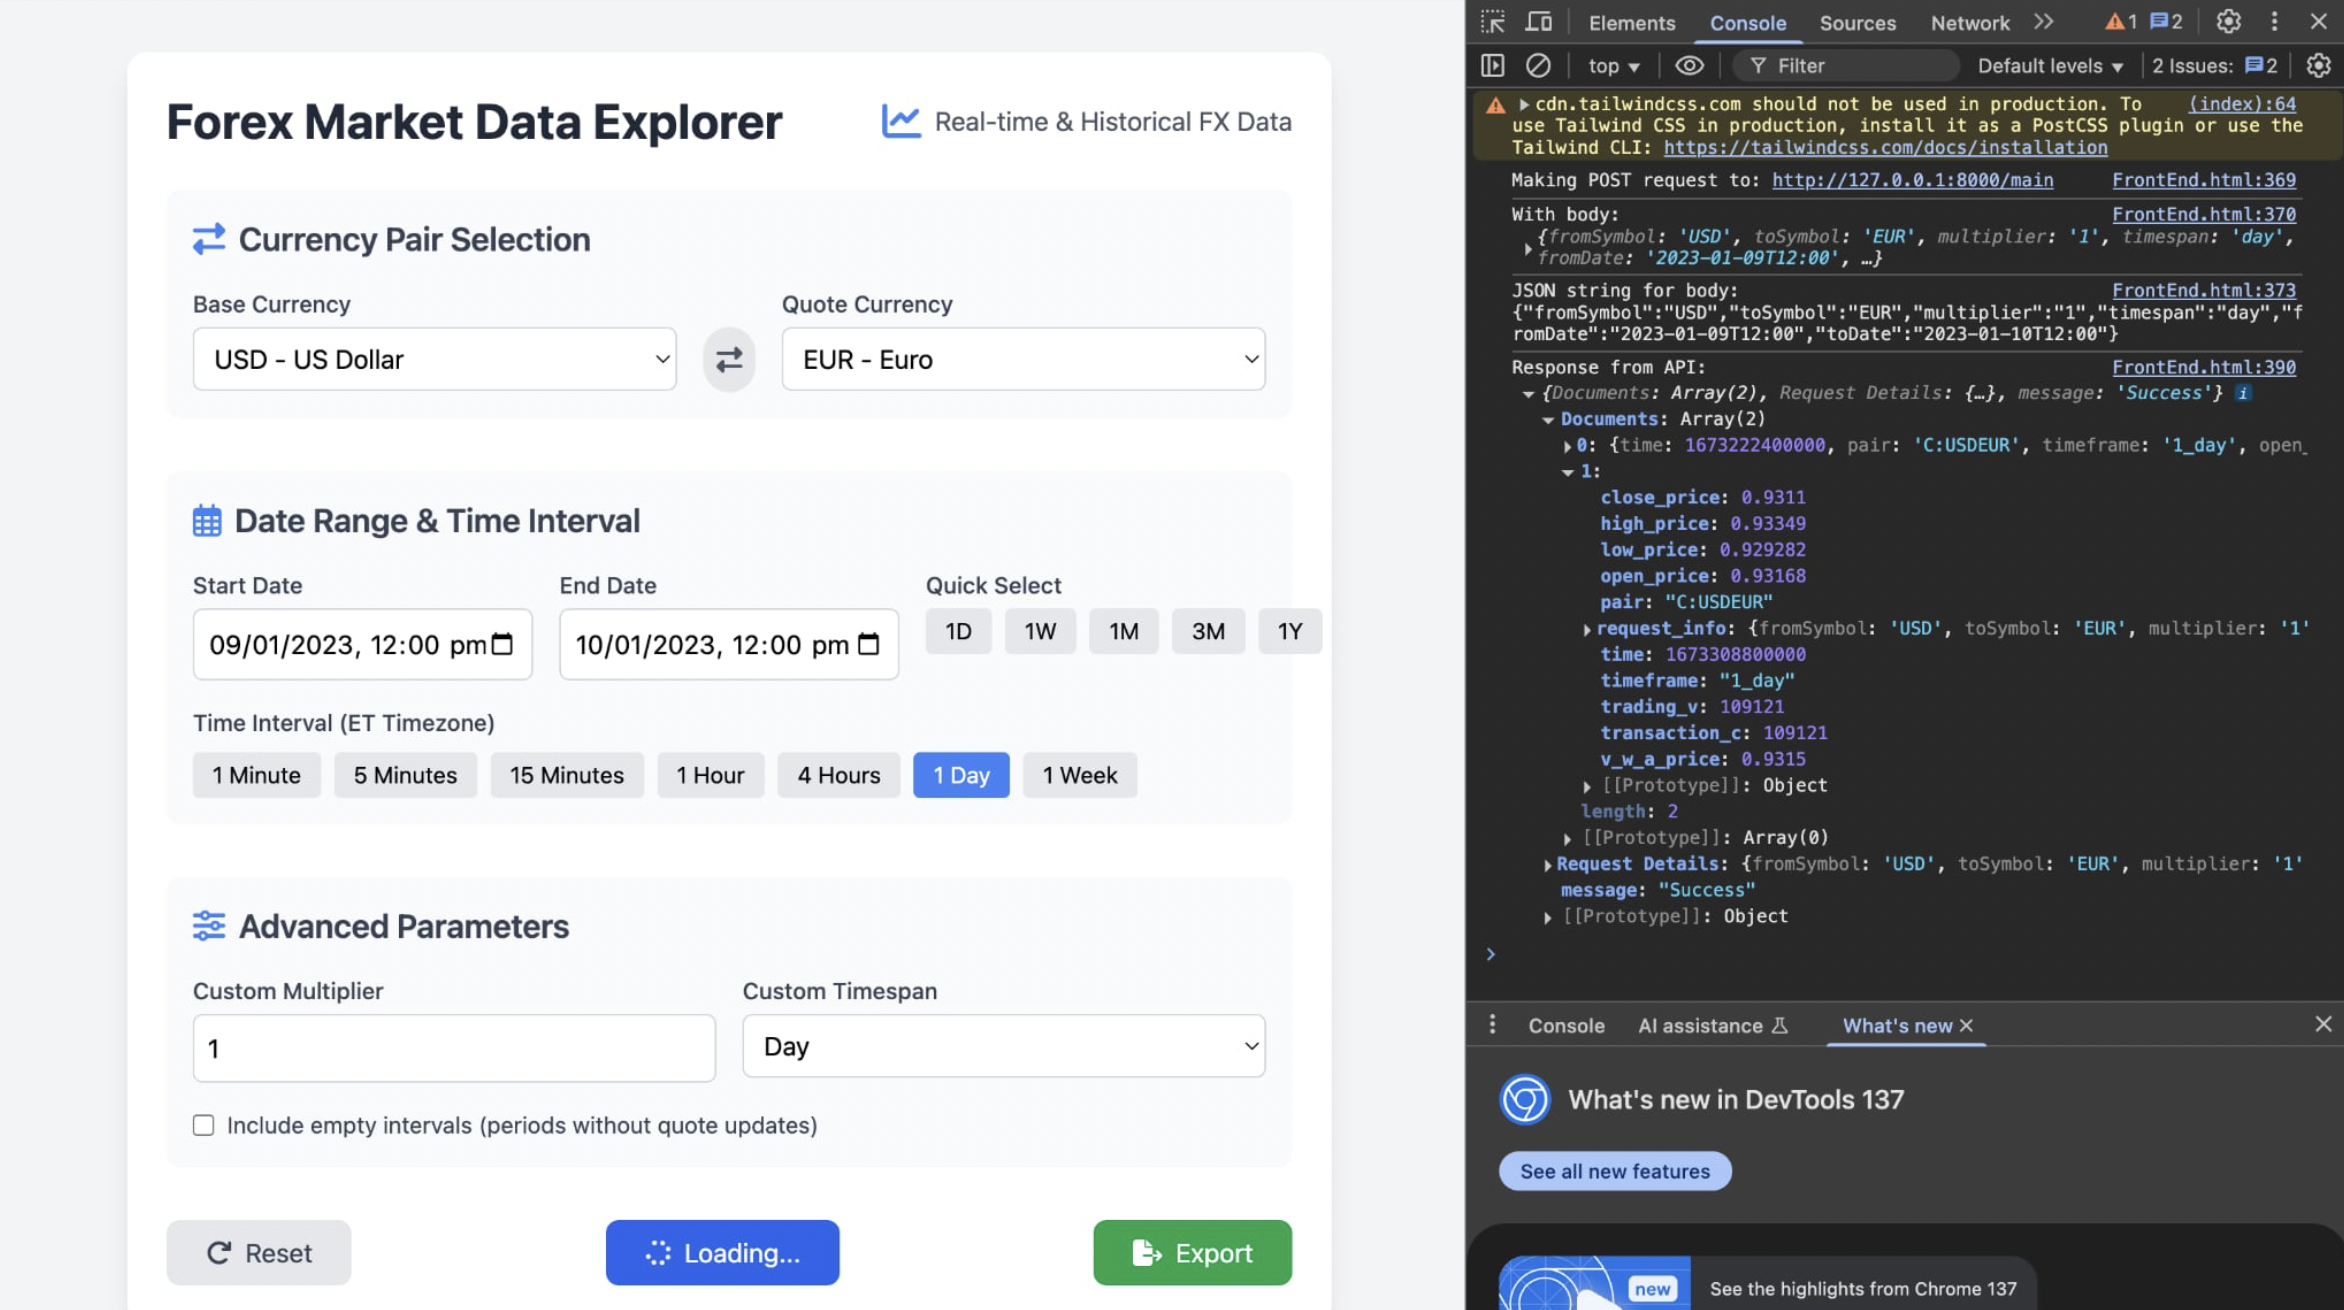 Forex Market Data Explorer
Real-time & Historical FX Data
Currency Pair Selection
Base Currency
Quote Currency
USD - US Dollar
EUR - Euro
Date Range & Time Interval
Start Date
End Date
Quick Select
09/01/2023, 12:00 pm
10/01/2023, 12:00 pm
1D
1W
1M
3M
1Y
Time Interval (ET Timezone)
1 Minute
5 Minutes
15 Minutes
1 Hour
4 Hours
1 Day
1 Week
Advanced Parameters
Custom Multiplier
Custom Timespan
1
Day
Include empty intervals (periods without quote updates)
Reset
Loading...
Export
Elements
Console
Sources
Network
1
2
top
Filter
Default levels
2 Issues:
2
cdn.tailwindcss.com should not be used in production. To (index):64
use Tailwind CSS in production, install it as a PostCSS plugin or use the
Tailwind CLI: https://tailwindcss.com/docs/installation
Making POST request to: http://127.0.0.1:8000/main FrontEnd.html:369
With body: FrontEnd.html:370
{fromSymbol: 'USD', toSymbol: 'EUR', multiplier: '1', timespan: 'day',
fromDate: '2023-01-09T12:00', …}
JSON string for body: FrontEnd.html:373
{"fromSymbol":"USD","toSymbol":"EUR","multiplier":"1","timespan":"day","f
romDate":"2023-01-09T12:00","toDate":"2023-01-10T12:00"}
Response from API: FrontEnd.html:390
{Documents: Array(2), Request Details: {…}, message: 'Success'} i
Documents: Array(2)
0: {time: 1673222400000, pair: 'C:USDEUR', timeframe: '1_day', open_
1:
close_price: 0.9311
high_price: 0.93349
low_price: 0.929282
open_price: 0.93168
pair: "C:USDEUR"
request_info: {fromSymbol: 'USD', toSymbol: 'EUR', multiplier: '1'
time: 1673308800000
timeframe: "1_day"
trading_v: 109121
transaction_c: 109121
v_w_a_price: 0.9315
[[Prototype]]: Object
length: 2
[[Prototype]]: Array(0)
Request Details: {fromSymbol: 'USD', toSymbol: 'EUR', multiplier: '1'
message: "Success"
[[Prototype]]: Object
Console
AI assistance
What's new
What's new in DevTools 137
See all new features
new
See the highlights from Chrome 137